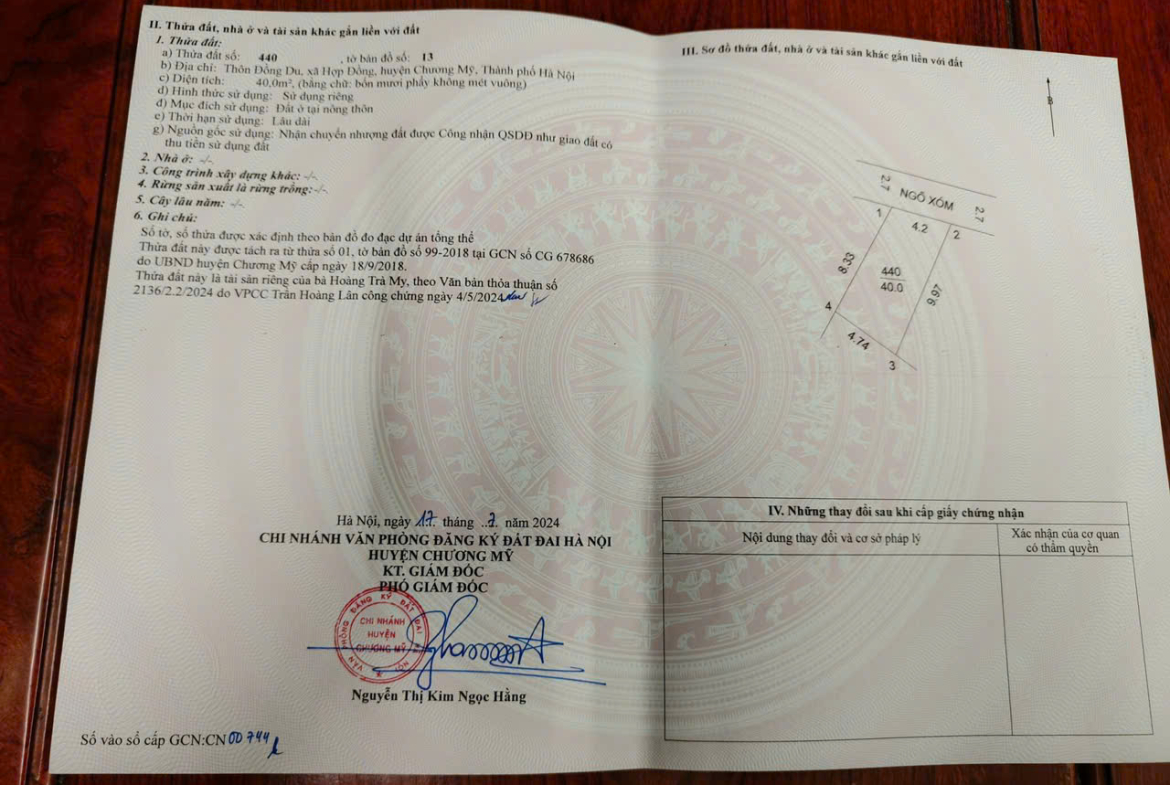 II. Thửa đất, nhà ở và tài sản khác gắn liền với đất
1. Thửa đất:
a) Thửa đất số: 440 , tờ bản đồ số: 13
b) Địa chỉ: Thôn Đồng Du, xã Hợp Đồng, huyện Chương Mỹ, Thành phố Hà Nội
c) Diện tích: 40,0m², (bằng chữ: bốn mươi phẩy không mét vuông)
d) Hình thức sử dụng: Sử dụng riêng
đ) Mục đích sử dụng: Đất ở tại nông thôn
e) Thời hạn sử dụng: Lâu dài
g) Nguồn gốc sử dụng: Nhận chuyển nhượng đất được Công nhận QSDĐ như giao đất có
thu tiền sử dụng đất
2. Nhà ở: -/-
3. Công trình xây dựng khác: -/-
4. Rừng sản xuất là rừng trồng:-/-
5. Cây lâu năm: -/-
6. Ghi chú:
Số tờ, số thửa được xác định theo bản đồ đo đạc dự án tổng thể
Thửa đất này được tách ra từ thửa số 01, tờ bản đồ số 99-2018 tại GCN số CG 678686
do UBND huyện Chương Mỹ cấp ngày 18/9/2018.
Thửa đất này là tài sản riêng của bà Hoàng Trà My, theo Văn bản thỏa thuận số
2136/2.2/2024 do VPCC Trần Hoàng Lân công chứng ngày 4/5/2024
Hà Nội, ngày 17 tháng 7 năm 2024
CHI NHÁNH VĂN PHÒNG ĐĂNG KÝ ĐẤT ĐAI HÀ NỘI
HUYỆN CHƯƠNG MỸ
KT. GIÁM ĐỐC
PHÓ GIÁM ĐỐC
VĂN PHÒNG ĐĂNG KÝ ĐẤT ĐAI HÀ NỘI
CHI NHÁNH
HUYỆN
CHƯƠNG MỸ
Nguyễn Thị Kim Ngọc Hằng
Số vào sổ cấp GCN:CN 00744
III. Sơ đồ thửa đất, nhà ở và tài sản khác gắn liền với đất
B
2.7 NGÕ XÓM 2.7
1 4.2 2
8.33
440
40.0
9.97
4
4.74
3
IV. Những thay đổi sau khi cấp giấy chứng nhận
Nội dung thay đổi và cơ sở pháp lý
Xác nhận của cơ quan
có thẩm quyền